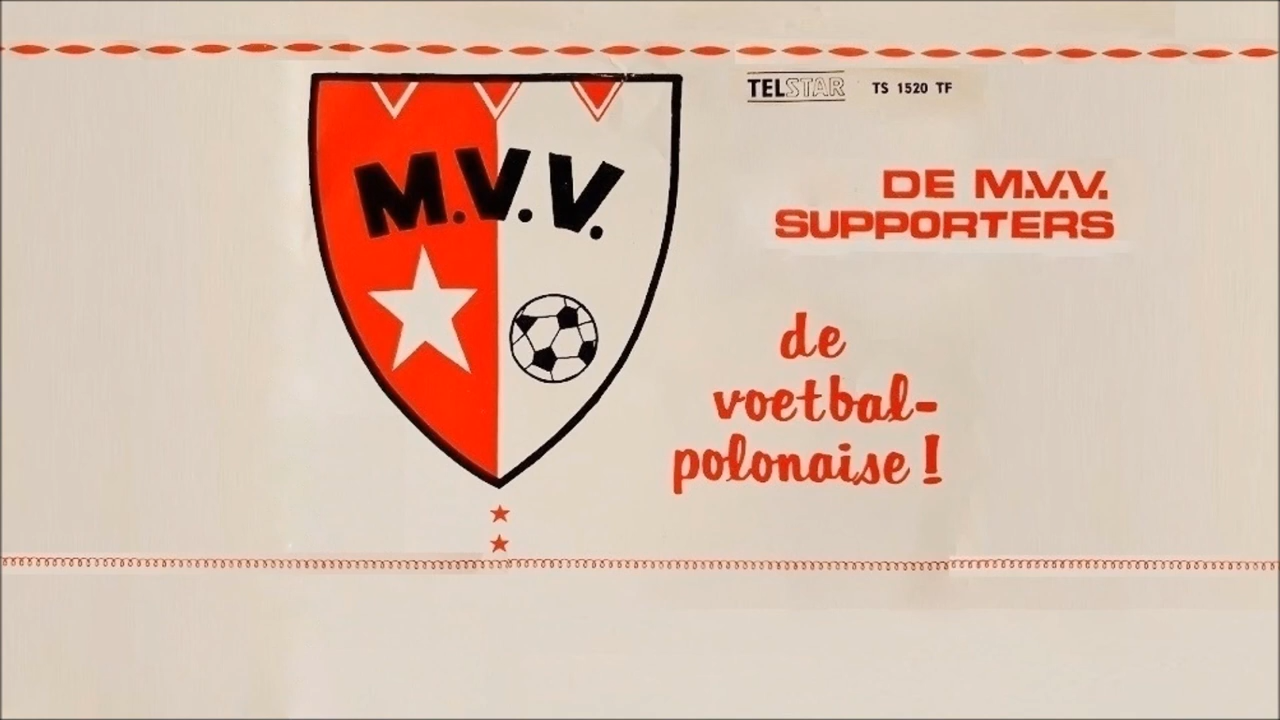 M.V.V.
TELSTAR TS 1520 TF
DE M.V.V.
SUPPORTERS
de
voetbal-
polonaise!